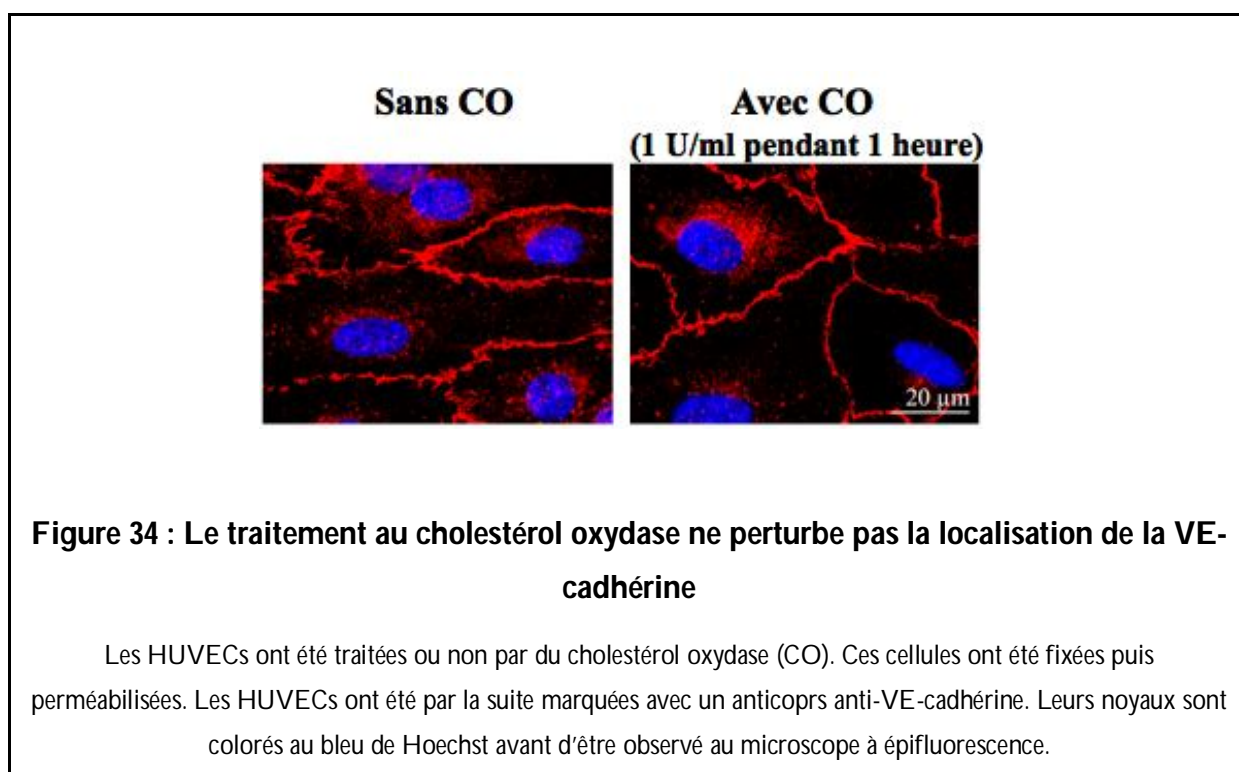 Sans CO
Avec CO
(1 U/ml pendant 1 heure)
20 µm
Figure 34 : Le traitement au cholestérol oxydase ne perturbe pas la localisation de la VE-
cadhérine
Les HUVECs ont été traitées ou non par du cholestérol oxydase (CO). Ces cellules ont été fixées puis
perméabilisées. Les HUVECs ont été par la suite marquées avec un anticoprs anti-VE-cadhérine. Leurs noyaux sont
colorés au bleu de Hoechst avant d'être observé au microscope à épifluorescence.